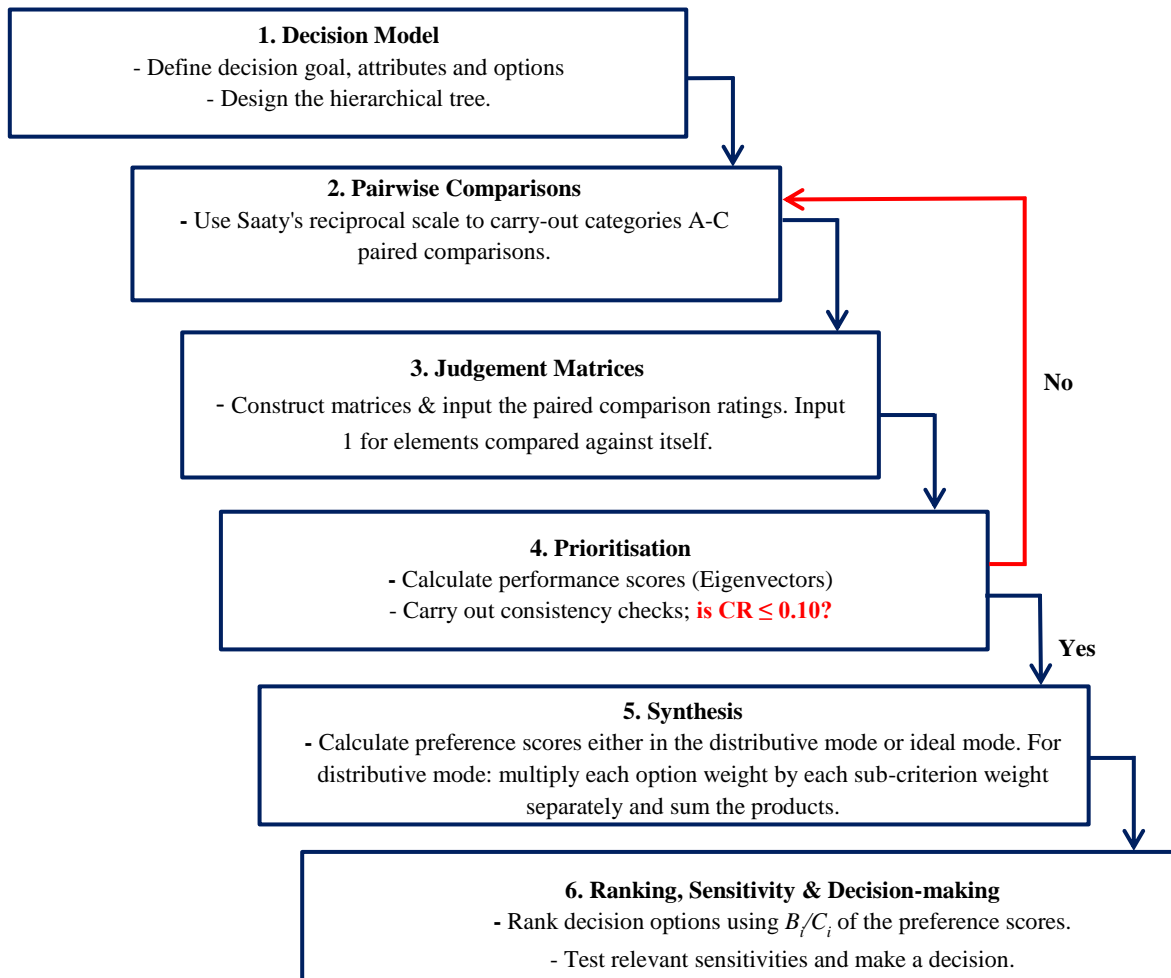 1. Decision Model
- Define decision goal, attributes and options
- Design the hierarchical tree.
2. Pairwise Comparisons
- Use Saaty's reciprocal scale to carry-out categories A-C
paired comparisons.
3. Judgement Matrices
- Construct matrices & input the paired comparison ratings. Input
1 for elements compared against itself.
No
4. Prioritisation
- Calculate performance scores (Eigenvectors)
- Carry out consistency checks; is CR ≤ 0.10?
Yes
5. Synthesis
- Calculate preference scores either in the distributive mode or ideal mode. For
distributive mode: multiply each option weight by each sub-criterion weight
separately and sum the products.
6. Ranking, Sensitivity & Decision-making
- Rank decision options using Bi/Ci of the preference scores.
- Test relevant sensitivities and make a decision.